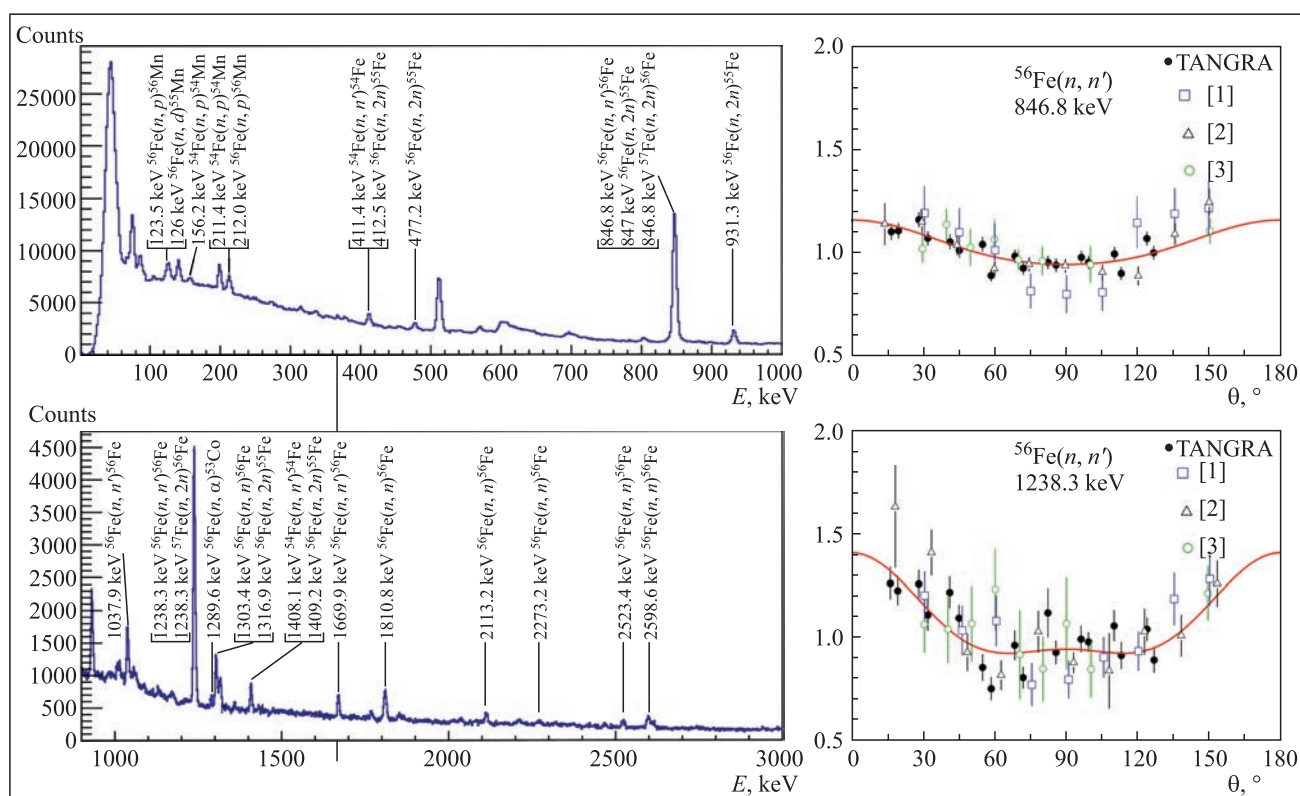 Counts
25000
20000
15000
10000
5000
0
123.5 keV ⁵⁶Fe(n, p)⁵⁶Mn
126 keV ⁵⁶Fe(n, d)⁵⁵Mn
156.2 keV ⁵⁴Fe(n, p)⁵⁴Mn
211.4 keV ⁵⁴Fe(n, p)⁵⁴Mn
212.0 keV ⁵⁶Fe(n, p)⁵⁶Mn
411.4 keV ⁵⁴Fe(n, n')⁵⁴Fe
412.5 keV ⁵⁶Fe(n, 2n)⁵⁵Fe
477.2 keV ⁵⁶Fe(n, 2n)⁵⁵Fe
846.8 keV ⁵⁶Fe(n, n')⁵⁶Fe
847 keV ⁵⁶Fe(n, 2n)⁵⁵Fe
846.8 keV ⁵⁷Fe(n, 2n)⁵⁶Fe
931.3 keV ⁵⁶Fe(n, 2n)⁵⁵Fe
100 200 300 400 500 600 700 800 900 1000
E, keV
2.0
1.5
1.0
0.5
⁵⁶Fe(n, n')
846.8 keV
TANGRA
[1]
[2]
[3]
0 30 60 90 120 150 180
θ, °
Counts
4500
4000
3500
3000
2500
2000
1500
1000
500
0
1037.9 keV ⁵⁶Fe(n, n')⁵⁶Fe
1238.3 keV ⁵⁶Fe(n, n')⁵⁶Fe
1238.3 keV ⁵⁷Fe(n, 2n)⁵⁶Fe
1289.6 keV ⁵⁶Fe(n, α)⁵³Co
1303.4 keV ⁵⁶Fe(n, n)⁵⁶Fe
1316.9 keV ⁵⁶Fe(n, 2n)⁵⁵Fe
1408.1 keV ⁵⁴Fe(n, n')⁵⁴Fe
1409.2 keV ⁵⁶Fe(n, 2n)⁵⁵Fe
1669.9 keV ⁵⁶Fe(n, n')⁵⁶Fe
1810.8 keV ⁵⁶Fe(n, n)⁵⁶Fe
2113.2 keV ⁵⁶Fe(n, n)⁵⁶Fe
2273.2 keV ⁵⁶Fe(n, n)⁵⁶Fe
2523.4 keV ⁵⁶Fe(n, n)⁵⁶Fe
2598.6 keV ⁵⁶Fe(n, n)⁵⁶Fe
1000 1500 2000 2500 3000
E, keV
2.0
1.5
1.0
0.5
⁵⁶Fe(n, n')
1238.3 keV
TANGRA
[1]
[2]
[3]
0 30 60 90 120 150 180
θ, °